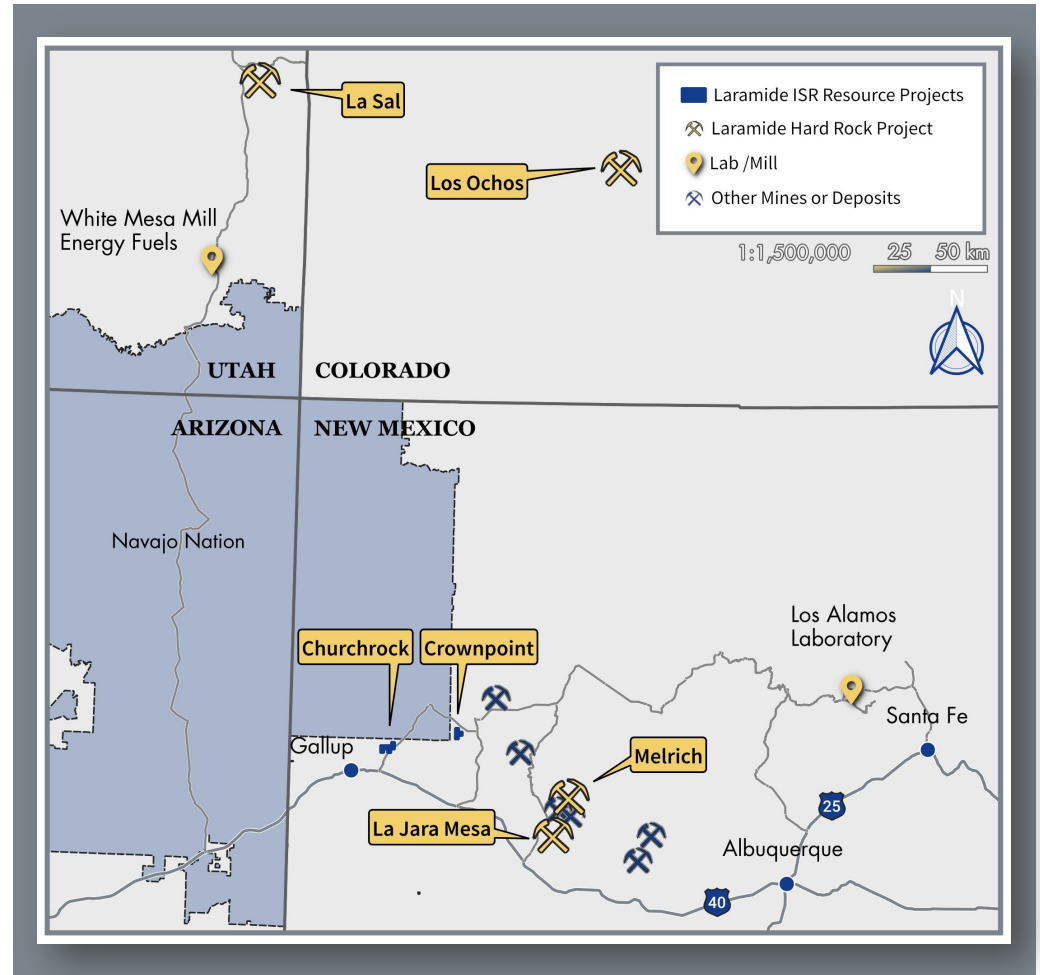 La Sal
Los Ochos
Laramide ISR Resource Projects
Laramide Hard Rock Project
Lab /Mill
Other Mines or Deposits
1:1,500,000 25 50 km
N
White Mesa Mill
Energy Fuels
UTAH COLORADO
ARIZONA NEW MEXICO
Navajo Nation
Los Alamos
Laboratory
Churchrock Crownpoint
Santa Fe
Gallup
Melrich
La Jara Mesa
25
Albuquerque
40